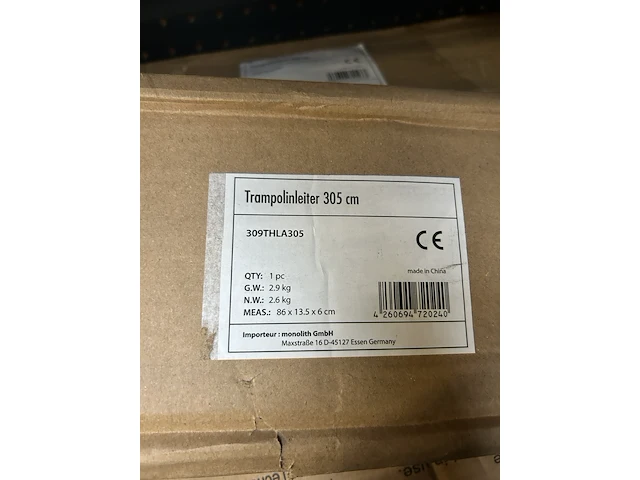 Trampolinleiter 305 cm
309THLA305
CE
made in China
QTY: 1 pc
G.W.: 2.9 kg
N.W.: 2.6 kg
MEAS.: 86 x 13.5 x 6 cm
4 260694 720240
Importeur : monolith GmbH
Maxstraße 16 D-45127 Essen Germany
CE